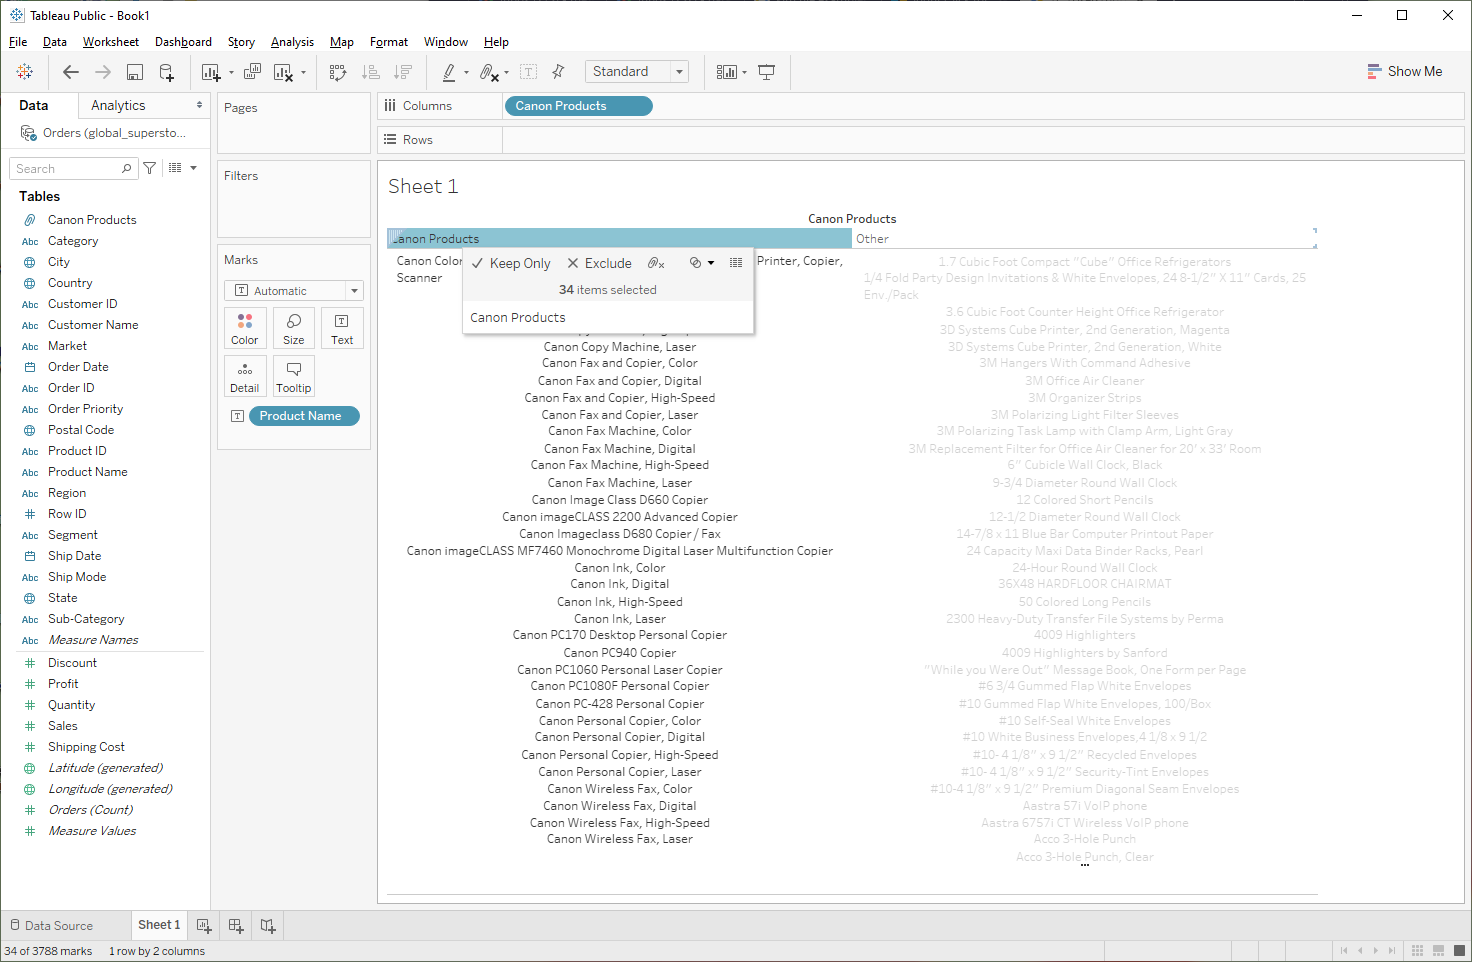 Tableau Public - Book1
File Data Worksheet Dashboard Story Analysis Map Format Window Help
Standard
Show Me
Data Analytics
Pages
Columns Canon Products
Orders (global_supersto...
Rows
Search
Filters
Sheet 1
Tables
Canon Products
Abc Category
City
Country
Abc Customer ID
Abc Customer Name
Abc Market
Order Date
Abc Order ID
Abc Order Priority
Postal Code
Abc Product ID
Abc Product Name
Abc Region
Row ID
Abc Segment
Ship Date
Abc Ship Mode
State
Abc Sub-Category
Abc Measure Names
Discount
Profit
Quantity
Sales
Shipping Cost
Latitude (generated)
Longitude (generated)
Orders (Count)
Measure Values
Marks
Automatic
Color Size Text
Detail Tooltip
Product Name
Canon Products
Canon Products Other
Canon Color
Printer, Copier,
Scanner
Keep Only Exclude
34 items selected
Canon Products
Canon Copy Machine, Laser
Canon Fax and Copier, Color
Canon Fax and Copier, Digital
Canon Fax and Copier, High-Speed
Canon Fax and Copier, Laser
Canon Fax Machine, Color
Canon Fax Machine, Digital
Canon Fax Machine, High-Speed
Canon Fax Machine, Laser
Canon Image Class D660 Copier
Canon imageCLASS 2200 Advanced Copier
Canon Imageclass D680 Copier / Fax
Canon imageCLASS MF7460 Monochrome Digital Laser Multifunction Copier
Canon Ink, Color
Canon Ink, Digital
Canon Ink, High-Speed
Canon Ink, Laser
Canon PC170 Desktop Personal Copier
Canon PC940 Copier
Canon PC1060 Personal Laser Copier
Canon PC1080F Personal Copier
Canon PC-428 Personal Copier
Canon Personal Copier, Color
Canon Personal Copier, Digital
Canon Personal Copier, High-Speed
Canon Personal Copier, Laser
Canon Wireless Fax, Color
Canon Wireless Fax, Digital
Canon Wireless Fax, High-Speed
Canon Wireless Fax, Laser
1.7 Cubic Foot Compact "Cube" Office Refrigerators
1/4 Fold Party Design Invitations & White Envelopes, 24 8-1/2" X 11" Cards, 25
Env./Pack
3.6 Cubic Foot Counter Height Office Refrigerator
3D Systems Cube Printer, 2nd Generation, Magenta
3D Systems Cube Printer, 2nd Generation, White
3M Hangers With Command Adhesive
3M Office Air Cleaner
3M Organizer Strips
3M Polarizing Light Filter Sleeves
3M Polarizing Task Lamp with Clamp Arm, Light Gray
3M Replacement Filter for Office Air Cleaner for 20' x 33' Room
6" Cubicle Wall Clock, Black
9-3/4 Diameter Round Wall Clock
12 Colored Short Pencils
12-1/2 Diameter Round Wall Clock
14-7/8 x 11 Blue Bar Computer Printout Paper
24 Capacity Maxi Data Binder Racks, Pearl
24-Hour Round Wall Clock
36X48 HARDFLOOR CHAIRMAT
50 Colored Long Pencils
2300 Heavy-Duty Transfer File Systems by Perma
4009 Highlighters
4009 Highlighters by Sanford
"While you Were Out" Message Book, One Form per Page
#6 3/4 Gummed Flap White Envelopes
#10 Gummed Flap White Envelopes, 100/Box
#10 Self-Seal White Envelopes
#10 White Business Envelopes,4 1/8 x 9 1/2
#10- 4 1/8" x 9 1/2" Recycled Envelopes
#10- 4 1/8" x 9 1/2" Security-Tint Envelopes
#10-4 1/8" x 9 1/2" Premium Diagonal Seam Envelopes
Aastra 57i VoIP phone
Aastra 6757i CT Wireless VoIP phone
Acco 3-Hole Punch
Acco 3-Hole Punch, Clear
...
Data Source Sheet 1
34 of 3788 marks 1 row by 2 columns